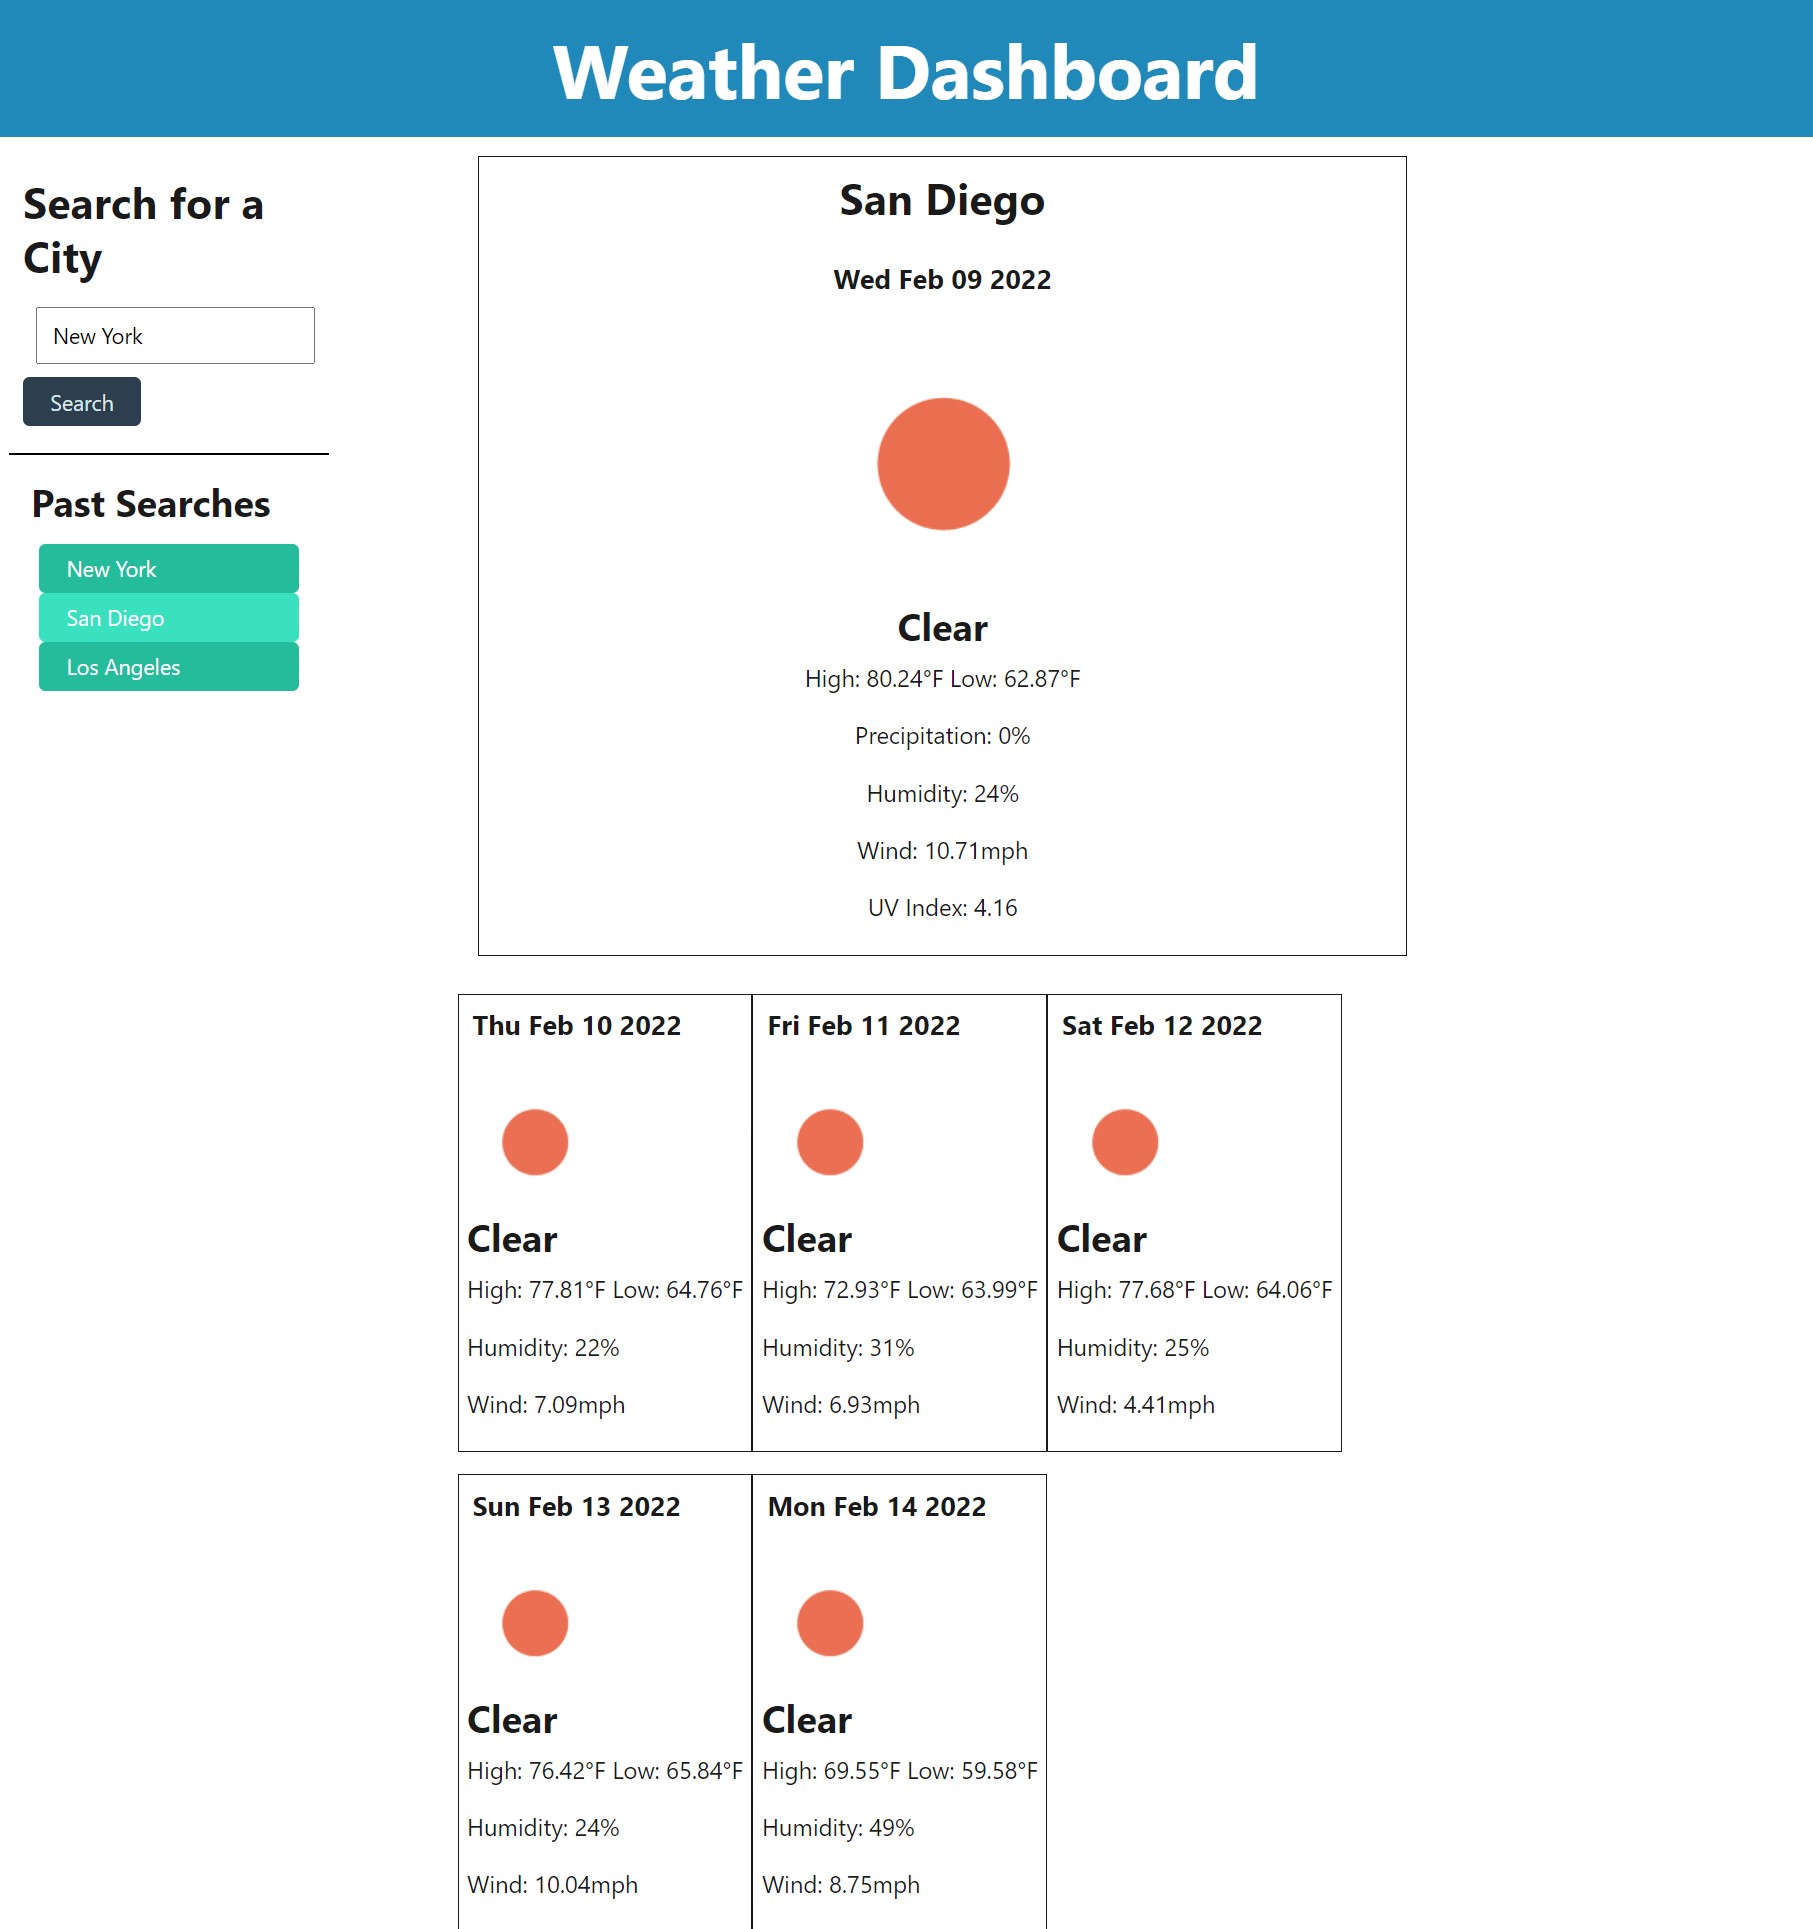 Weather Dashboard
Search for a
City
New York
Search
Past Searches
New York
San Diego
Los Angeles
San Diego
Wed Feb 09 2022
Clear
High: 80.24°F Low: 62.87°F
Precipitation: 0%
Humidity: 24%
Wind: 10.71mph
UV Index: 4.16
Thu Feb 10 2022
Clear
High: 77.81°F Low: 64.76°F
Humidity: 22%
Wind: 7.09mph
Fri Feb 11 2022
Clear
High: 72.93°F Low: 63.99°F
Humidity: 31%
Wind: 6.93mph
Sat Feb 12 2022
Clear
High: 77.68°F Low: 64.06°F
Humidity: 25%
Wind: 4.41mph
Sun Feb 13 2022
Clear
High: 76.42°F Low: 65.84°F
Humidity: 24%
Wind: 10.04mph
Mon Feb 14 2022
Clear
High: 69.55°F Low: 59.58°F
Humidity: 49%
Wind: 8.75mph